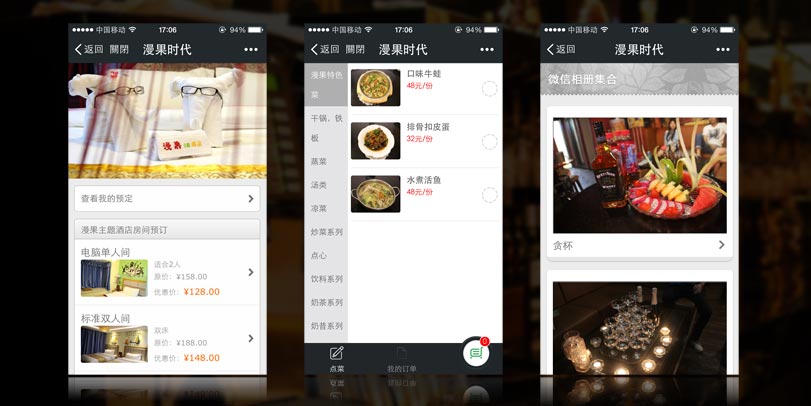 中国移动 17:06 94%
返回 關閉 漫果时代
漫果
查看我的预定
漫果主题酒店房间预订
电脑单人间
适合2人
原价：¥158.00
优惠价：¥128.00
标准双人间
双床
原价：¥188.00
优惠价：¥148.00
中国移动 17:06 94%
返回 關閉 漫果时代
漫果特色
菜
干锅，铁
板
蒸菜
汤类
凉菜
炒菜系列
点心
饮料系列
奶茶系列
奶昔系列
口味牛蛙
48元/份
排骨扣皮蛋
32元/份
水煮活鱼
48元/份
点菜
我的订单
0
中国移动 17:06 94%
返回 漫果时代
微信相册集合
贪杯